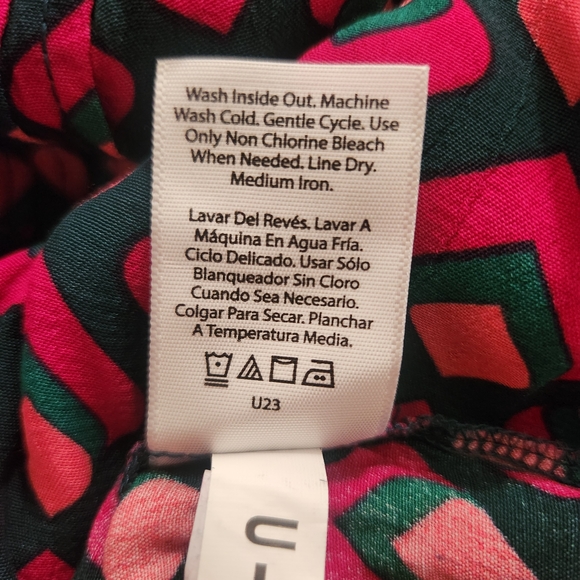 Wash Inside Out. Machine
Wash Cold. Gentle Cycle. Use
Only Non Chlorine Bleach
When Needed. Line Dry.
Medium Iron.
Lavar Del Revés. Lavar A
Máquina En Agua Fría.
Ciclo Delicado. Usar Sólo
Blanqueador Sin Cloro
Cuando Sea Necesario.
Colgar Para Secar. Planchar
A Temperatura Media.
U23